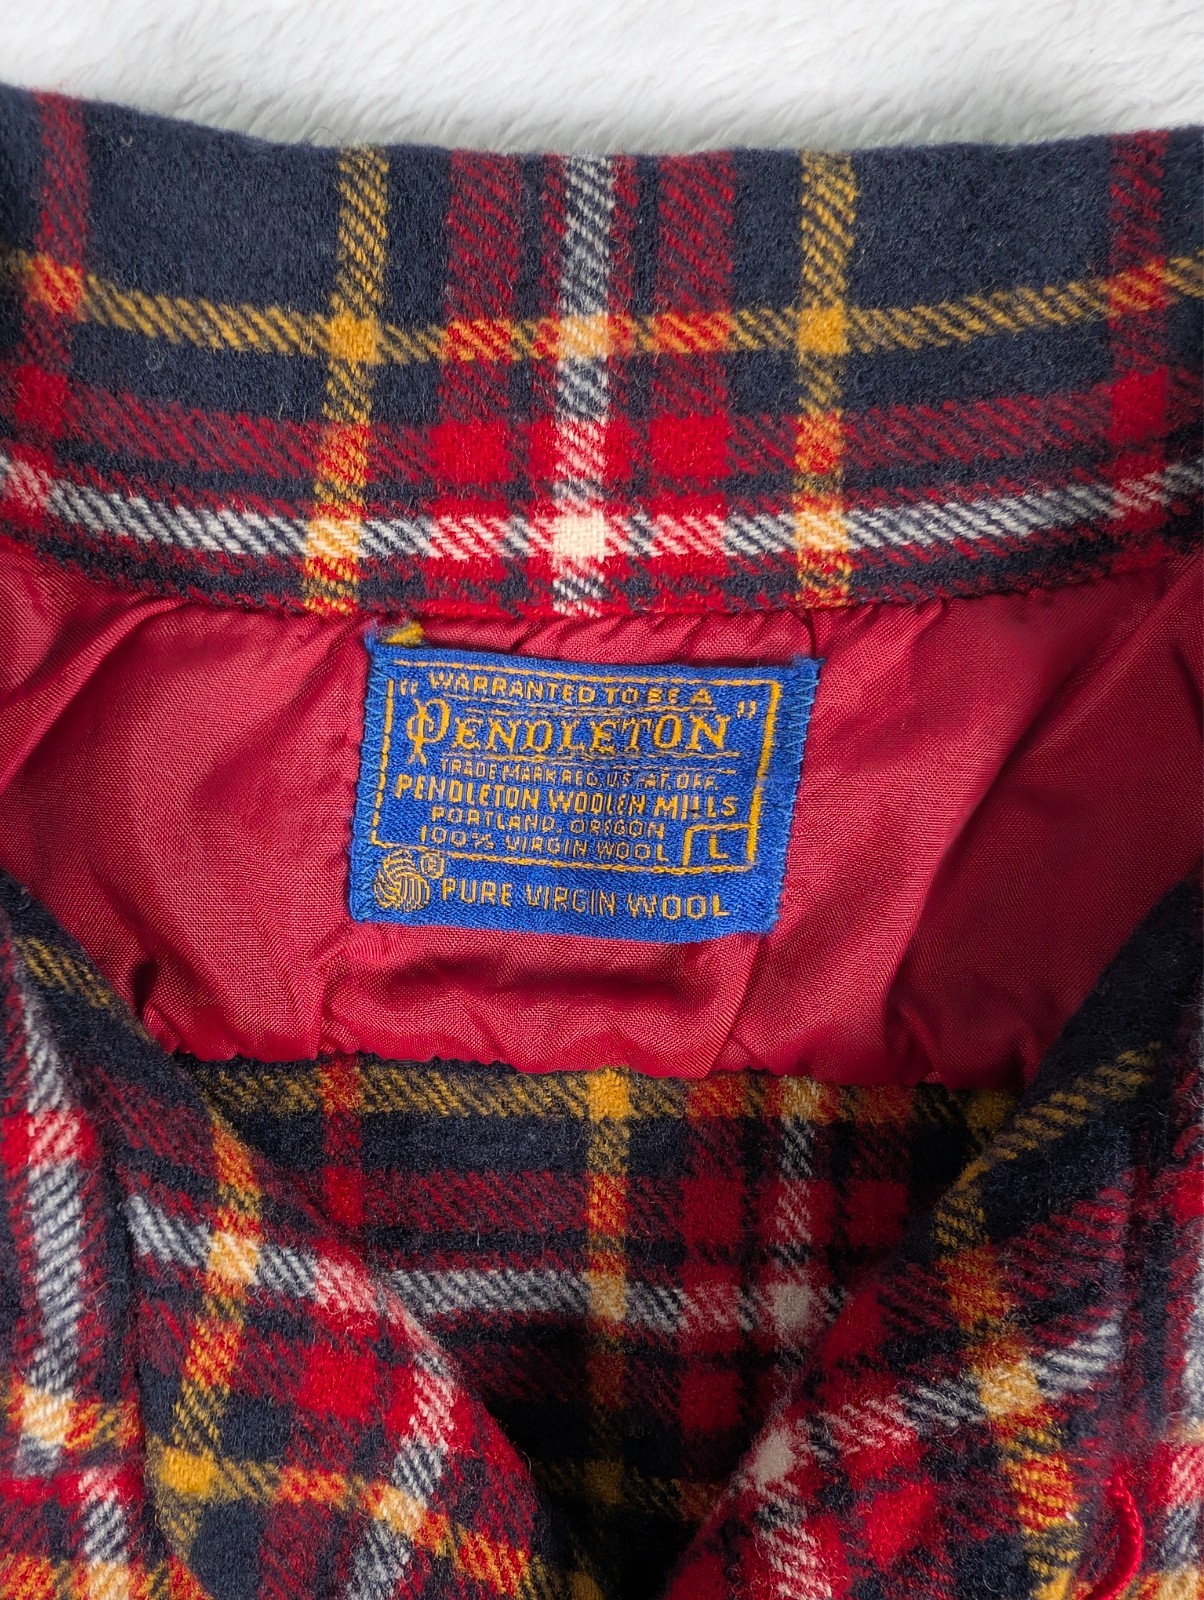 "WARRANTED TO BE A
PENDLETON"
TRADE MARK REG. U.S. PAT. OFF.
PENDLETON WOOLEN MILLS
PORTLAND, OREGON
100% VIRGIN WOOL L
® PURE VIRGIN WOOL